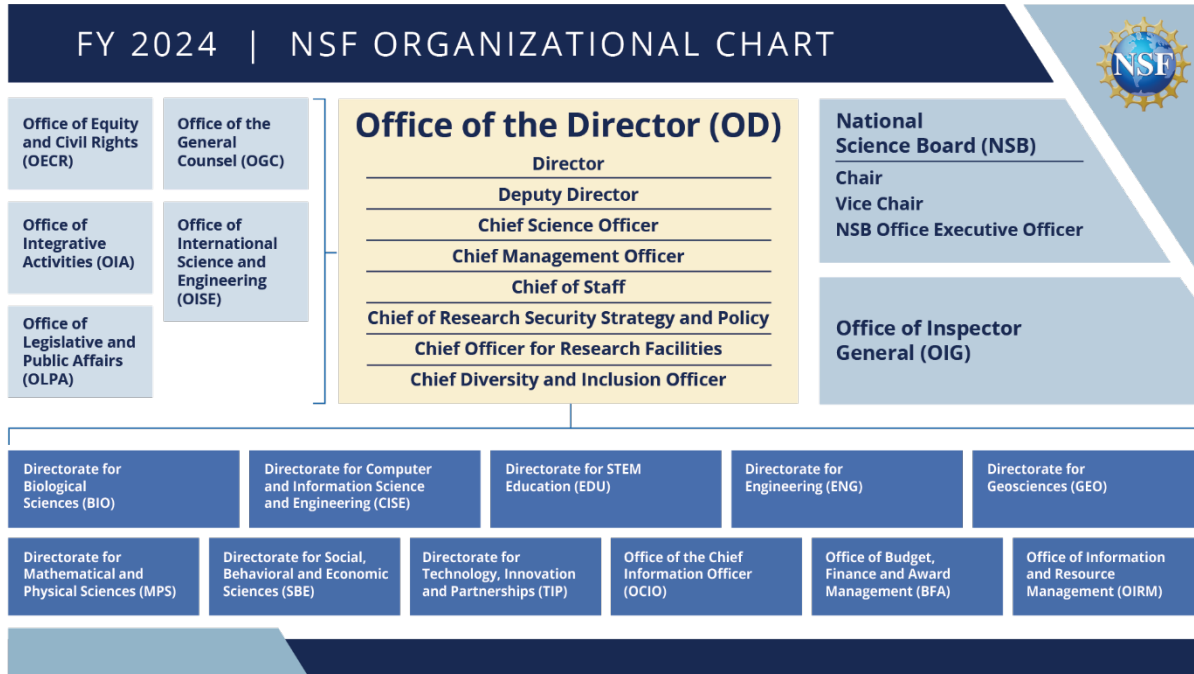 FY 2024 | NSF ORGANIZATIONAL CHART
NSF
Office of Equity
and Civil Rights
(OECR)
Office of the
General
Counsel (OGC)
Office of
Integrative
Activities (OIA)
Office of
International
Science and
Engineering
(OISE)
Office of
Legislative and
Public Affairs
(OLPA)
Office of the Director (OD)
Director
Deputy Director
Chief Science Officer
Chief Management Officer
Chief of Staff
Chief of Research Security Strategy and Policy
Chief Officer for Research Facilities
Chief Diversity and Inclusion Officer
National
Science Board (NSB)
Chair
Vice Chair
NSB Office Executive Officer
Office of Inspector
General (OIG)
Directorate for
Biological
Sciences (BIO)
Directorate for Computer
and Information Science
and Engineering (CISE)
Directorate for STEM
Education (EDU)
Directorate for
Engineering (ENG)
Directorate for
Geosciences (GEO)
Directorate for
Mathematical and
Physical Sciences (MPS)
Directorate for Social,
Behavioral and Economic
Sciences (SBE)
Directorate for
Technology, Innovation
and Partnerships (TIP)
Office of the Chief
Information Officer
(OCIO)
Office of Budget,
Finance and Award
Management (BFA)
Office of Information
and Resource
Management (OIRM)